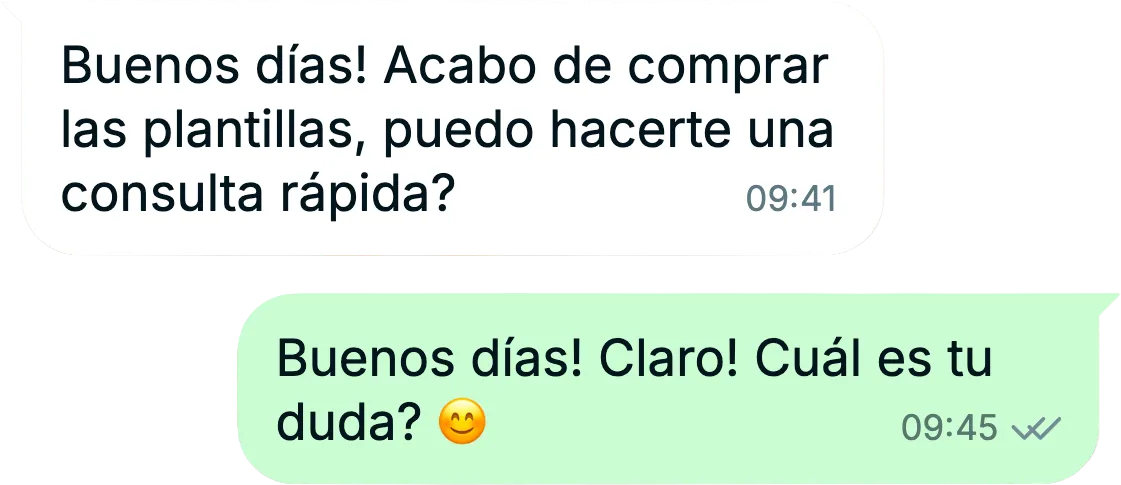 Buenos días! Acabo de comprar
las plantillas, puedo hacerte una
consulta rápida? 09:41
Buenos días! Claro! Cuál es tu
duda? 😊 09:45